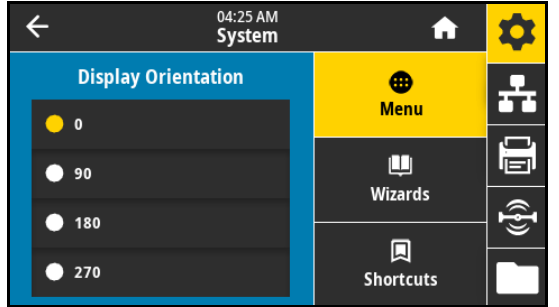 04:25 AM
System
Display Orientation
0
90
180
270
Menu
Wizards
Shortcuts